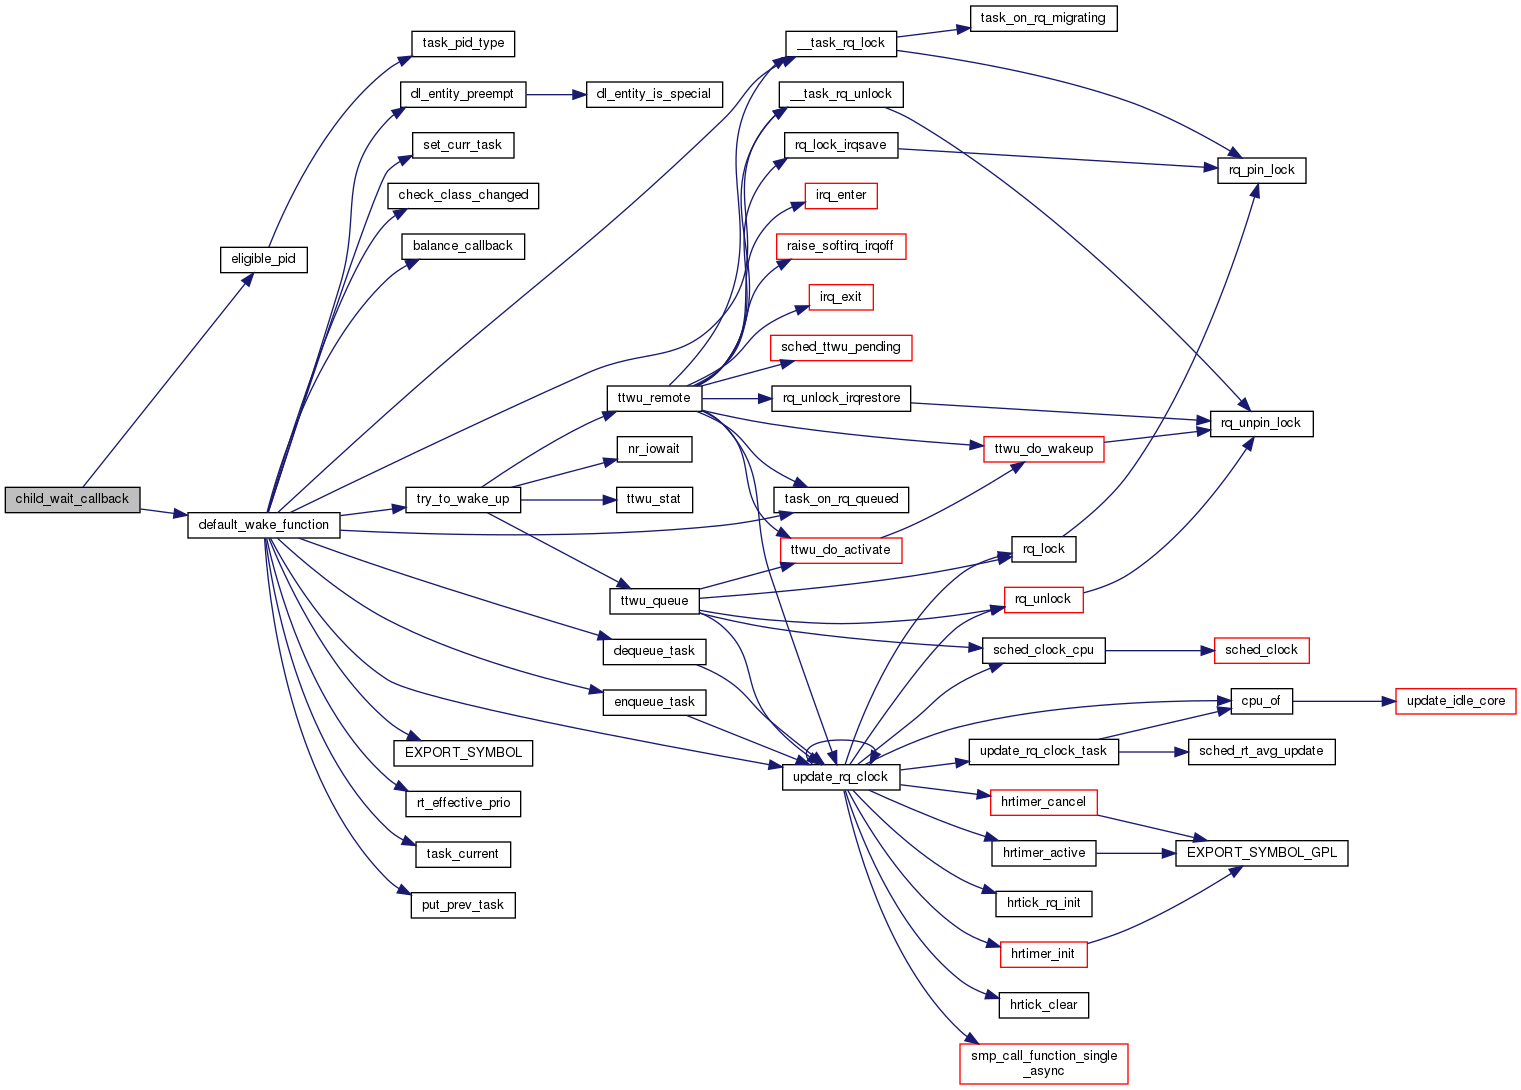 child_wait_callback
eligible_pid
default_wake_function
task_pid_type
dl_entity_preempt
set_curr_task
check_class_changed
balance_callback
try_to_wake_up
EXPORT_SYMBOL
rt_effective_prio
task_current
put_prev_task
dl_entity_is_special
ttwu_remote
nr_iowait
ttwu_stat
ttwu_queue
dequeue_task
enqueue_task
__task_rq_lock
__task_rq_unlock
rq_lock_irqsave
irq_enter
raise_softirq_irqoff
irq_exit
sched_ttwu_pending
rq_unlock_irqrestore
task_on_rq_queued
ttwu_do_activate
update_rq_clock
task_on_rq_migrating
ttwu_do_wakeup
rq_lock
rq_unlock
sched_clock_cpu
update_rq_clock_task
hrtimer_cancel
hrtimer_active
hrtick_rq_init
hrtimer_init
hrtick_clear
smp_call_function_single
_async
rq_pin_lock
rq_unpin_lock
sched_clock
cpu_of
sched_rt_avg_update
EXPORT_SYMBOL_GPL
update_idle_core